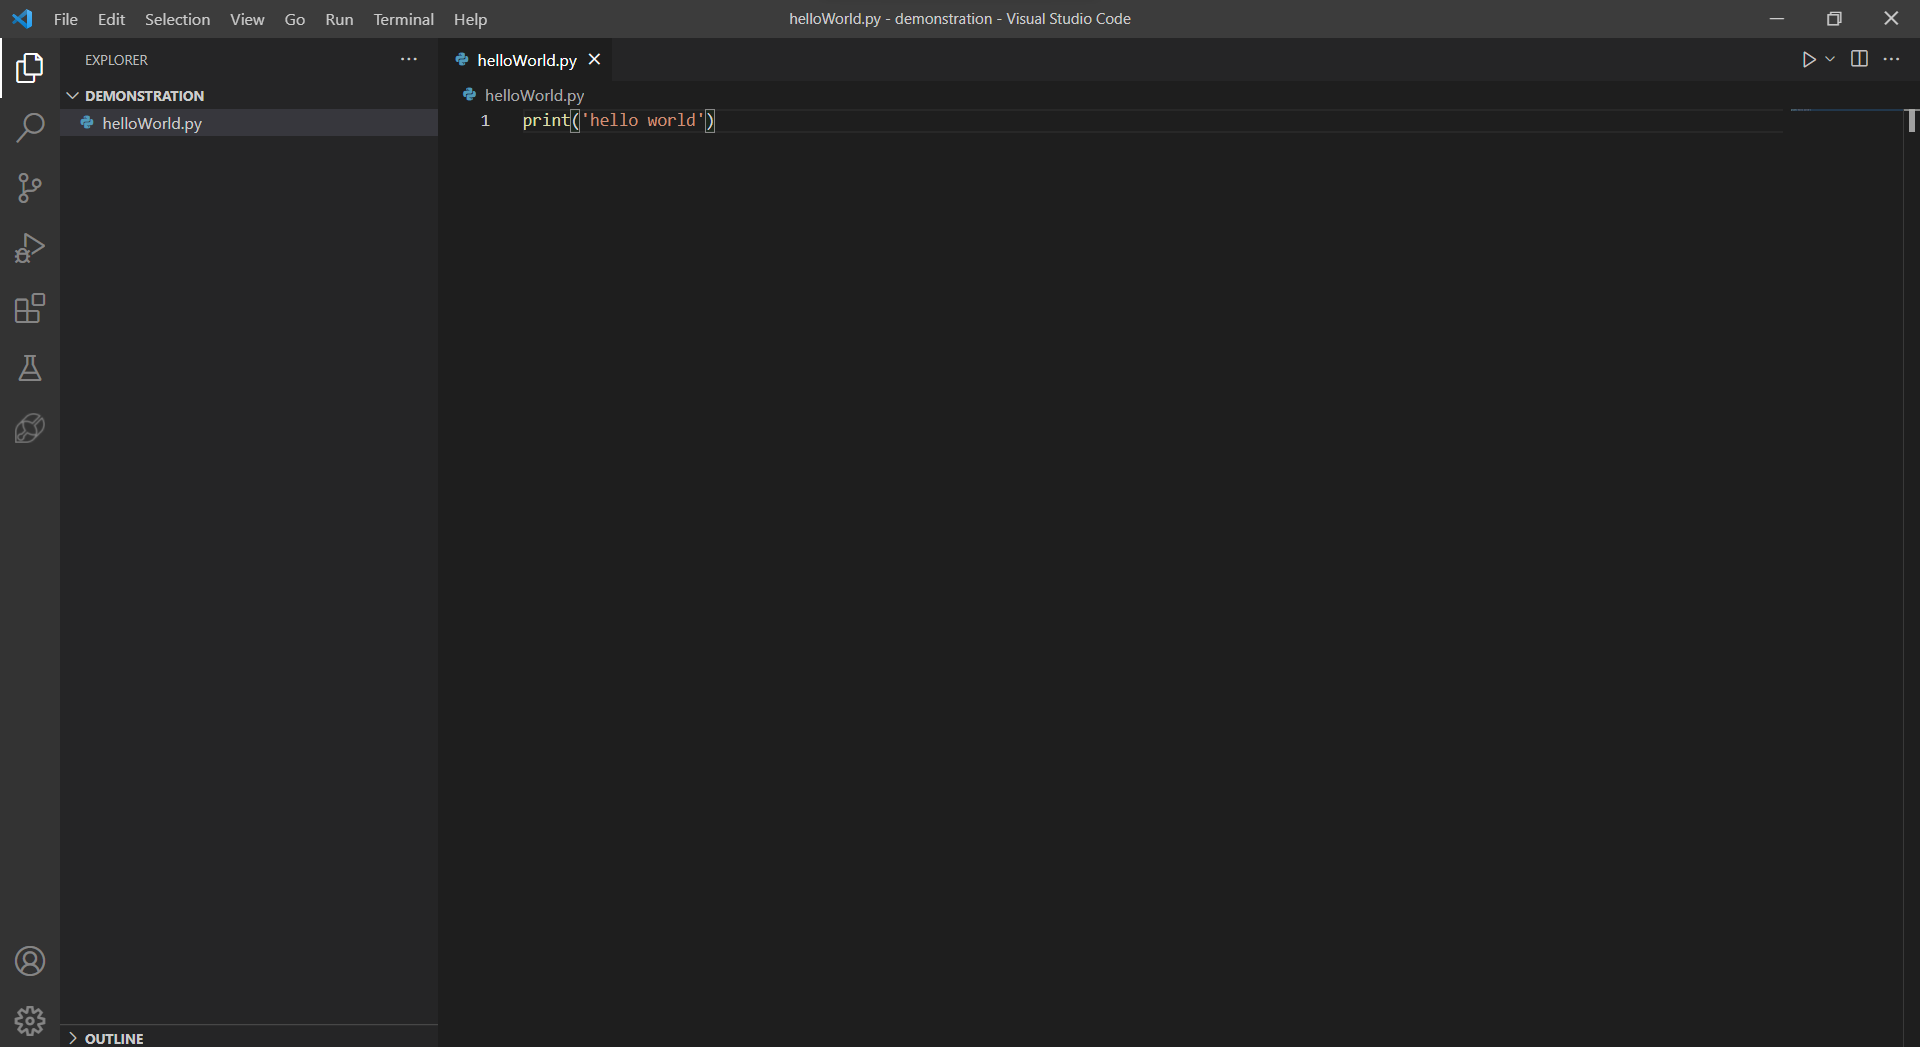 File Edit Selection View Go Run Terminal Help
helloWorld.py - demonstration - Visual Studio Code
EXPLORER
DEMONSTRATION
helloWorld.py
OUTLINE
helloWorld.py
helloWorld.py
1 print('hello world')